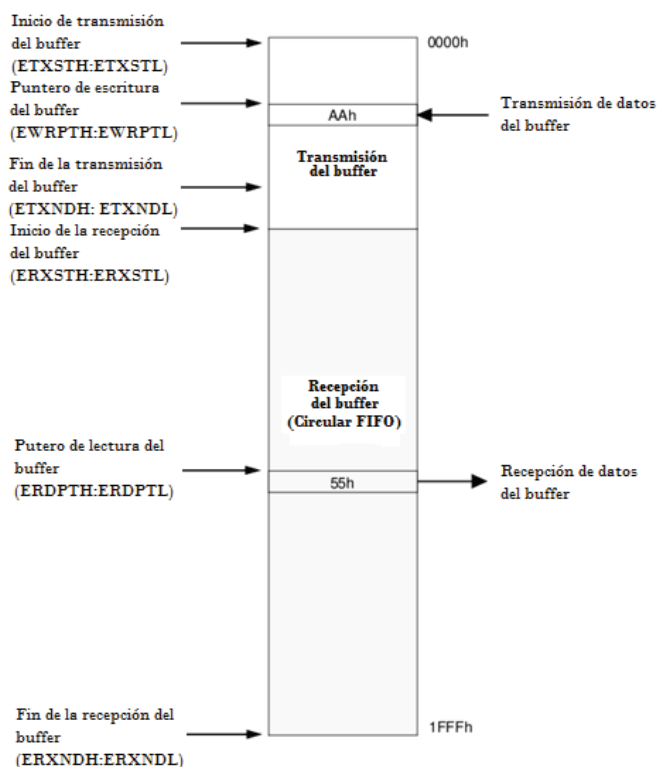 Inicio de transmisión
del buffer
(ETXSTH:ETXSTL)
0000h
Puntero de escritura
del buffer
(EWRPTH:EWRPTL)
AAh
Transmisión de datos
del buffer
Transmisión
del buffer
Fin de la transmisión
del buffer
(ETXNDH: ETXNDL)
Inicio de la recepción
del buffer
(ERXSTH:ERXSTL)
Recepción
del buffer
(Circular FIFO)
Putero de lectura del
buffer
(ERDPTH:ERDPTL)
55h
Recepción de datos
del buffer
Fin de la recepción del
buffer
(ERXNDH:ERXNDL)
1FFFh